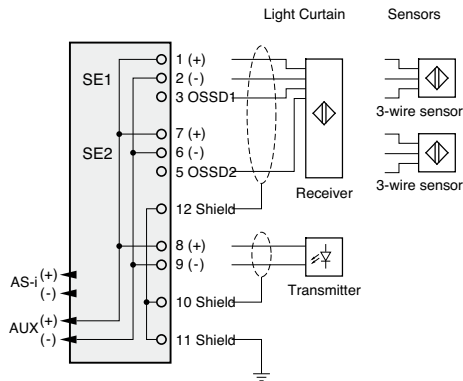 Light Curtain Sensors
SE1
1 (+)
2 (-)
3 OSSD1
3-wire sensor
SE2
7 (+)
6 (-)
5 OSSD2
3-wire sensor
Receiver
12 Shield
8 (+)
9 (-)
AS-i (+)
(-)
10 Shield
Transmitter
AUX (+)
(-)
11 Shield